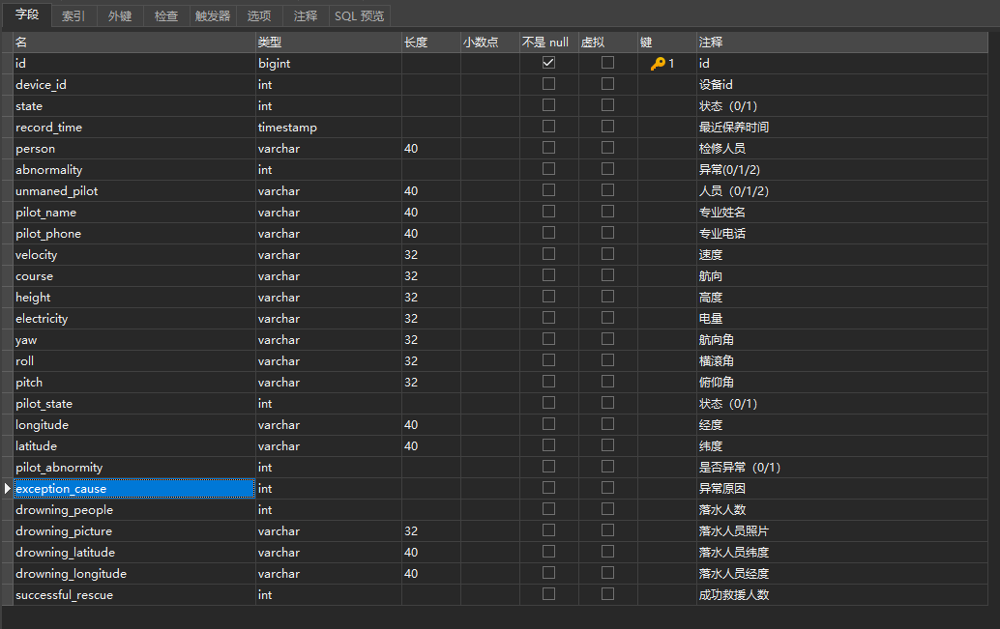 字段 索引 外键 检查 触发器 选项 注释 SQL 预览
名 类型 长度 小数点 不是 null 虚拟 键 注释
id bigint 1 id
device_id int 设备id
state int 状态（0/1）
record_time timestamp 最近保养时间
person varchar 40 检修人员
abnormality int 异常(0/1/2)
unmaned_pilot varchar 40 人员（0/1/2）
pilot_name varchar 40 专业姓名
pilot_phone varchar 40 专业电话
velocity varchar 32 速度
course varchar 32 航向
height varchar 32 高度
electricity varchar 32 电量
yaw varchar 32 航向角
roll varchar 32 横滚角
pitch varchar 32 俯仰角
pilot_state int 状态（0/1）
longitude varchar 40 经度
latitude varchar 40 纬度
pilot_abnormity int 是否异常（0/1）
exception_cause int 异常原因
drowning_people int 落水人数
drowning_picture varchar 32 落水人员照片
drowning_latitude varchar 40 落水人员纬度
drowning_longitude varchar 40 落水人员经度
successful_rescue int 成功救援人数